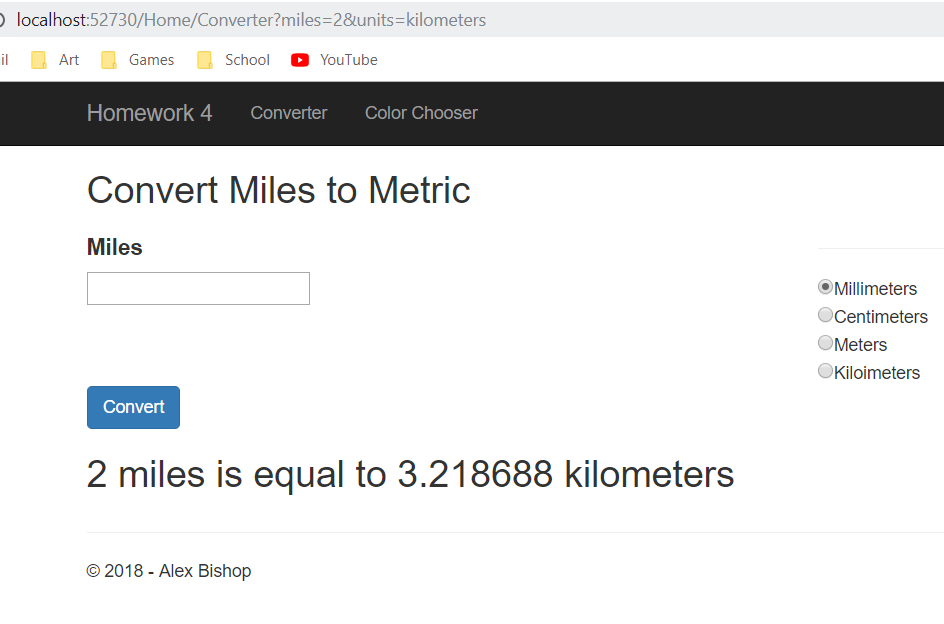 localhost:52730/Home/Converter?miles=2&units=kilometers
il Art Games School YouTube
Homework 4 Converter Color Chooser
Convert Miles to Metric
Miles
Millimeters
Centimeters
Meters
Kiloimeters
Convert
2 miles is equal to 3.218688 kilometers
© 2018 - Alex Bishop